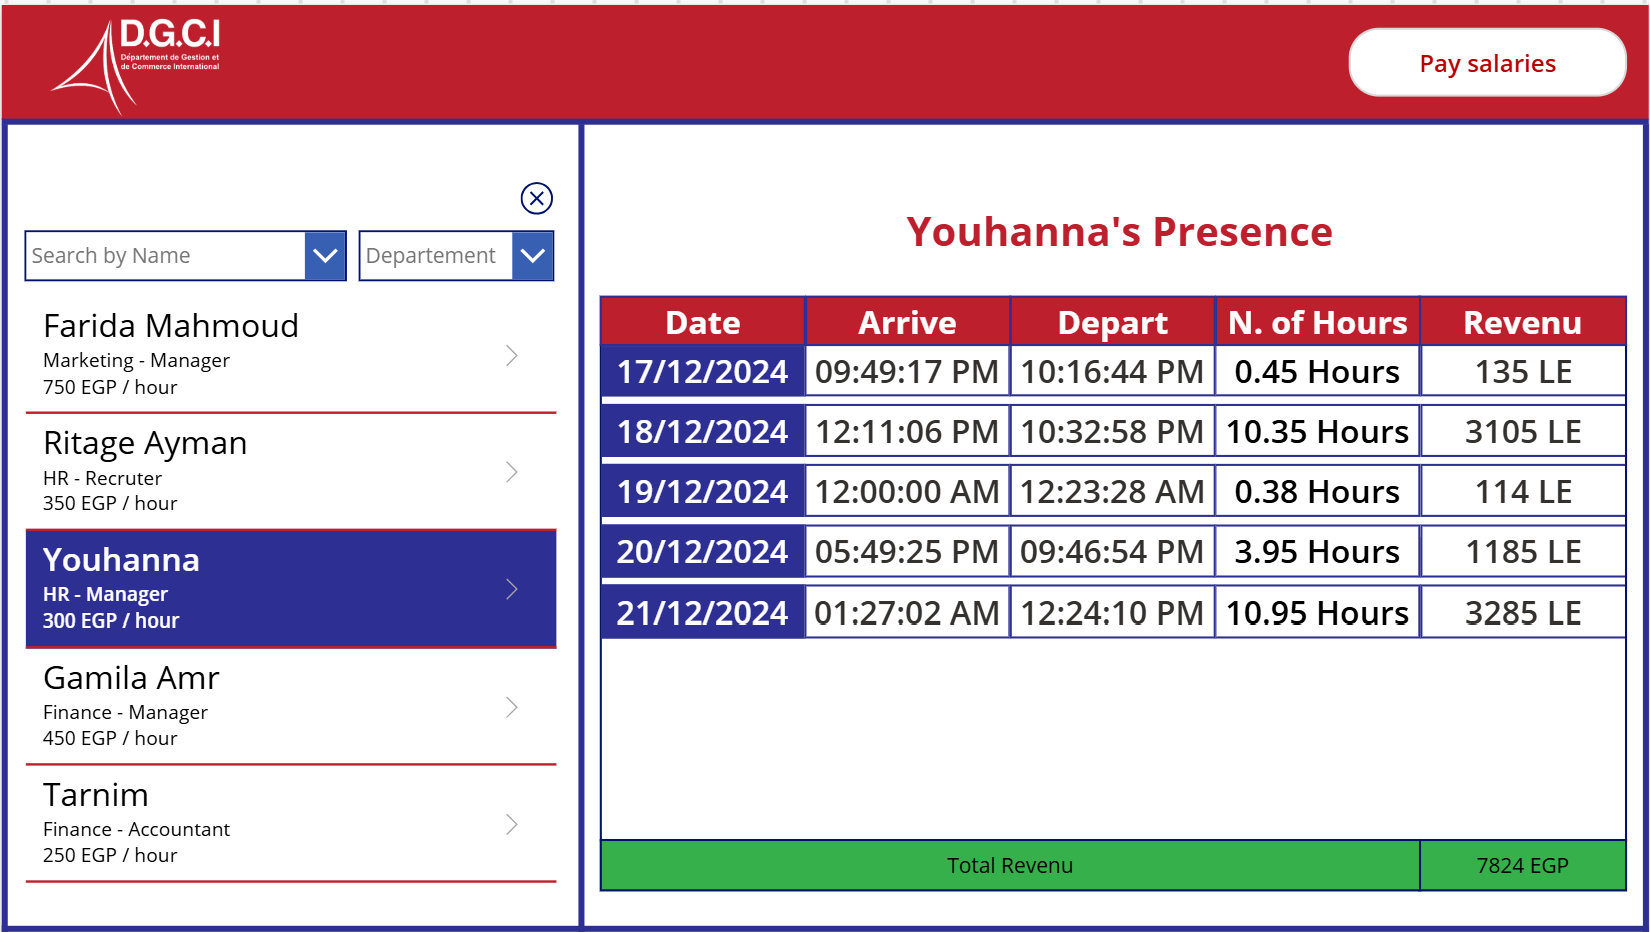 D.G.C.I
Département de Gestion et
de Commerce International
Pay salaries
Search by Name
Departement
Farida Mahmoud
Marketing - Manager
750 EGP / hour
Ritage Ayman
HR - Recruter
350 EGP / hour
Youhanna
HR - Manager
300 EGP / hour
Gamila Amr
Finance - Manager
450 EGP / hour
Tarnim
Finance - Accountant
250 EGP / hour
Youhanna's Presence
Date Arrive Depart N. of Hours Revenu
17/12/2024 09:49:17 PM 10:16:44 PM 0.45 Hours 135 LE
18/12/2024 12:11:06 PM 10:32:58 PM 10.35 Hours 3105 LE
19/12/2024 12:00:00 AM 12:23:28 AM 0.38 Hours 114 LE
20/12/2024 05:49:25 PM 09:46:54 PM 3.95 Hours 1185 LE
21/12/2024 01:27:02 AM 12:24:10 PM 10.95 Hours 3285 LE
Total Revenu 7824 EGP